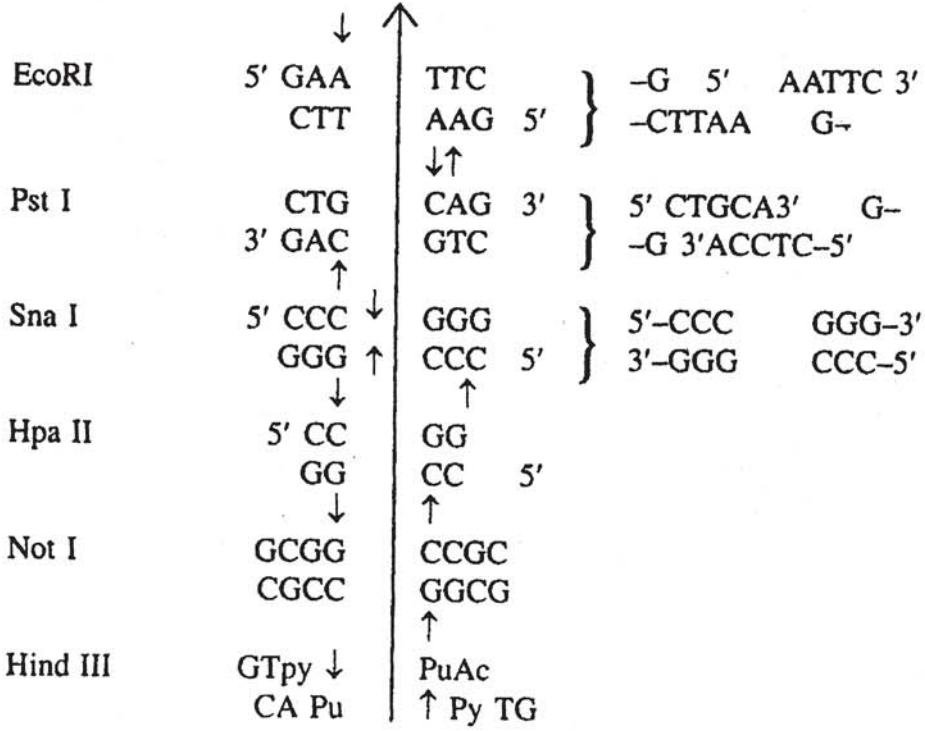 ↓
EcoRI 5′ GAA TTC –G 5′ AATTC 3′
CTT AAG 5′ –CTTAA G–
↓↑
Pst I CTG CAG 3′ 5′ CTGCA3′ G–
3′ GAC GTC –G 3′ACCTC–5′
↑
Sna I 5′ CCC ↓ GGG 5′–CCC GGG–3′
GGG ↑ CCC 5′ 3′–GGG CCC–5′
↓ ↑
Hpa II 5′ CC GG
GG CC 5′
↓ ↑
Not I GCGG CCGC
CGCC GGCG
↑
Hind III GTpy ↓ PuAc
CA Pu ↑ Py TG